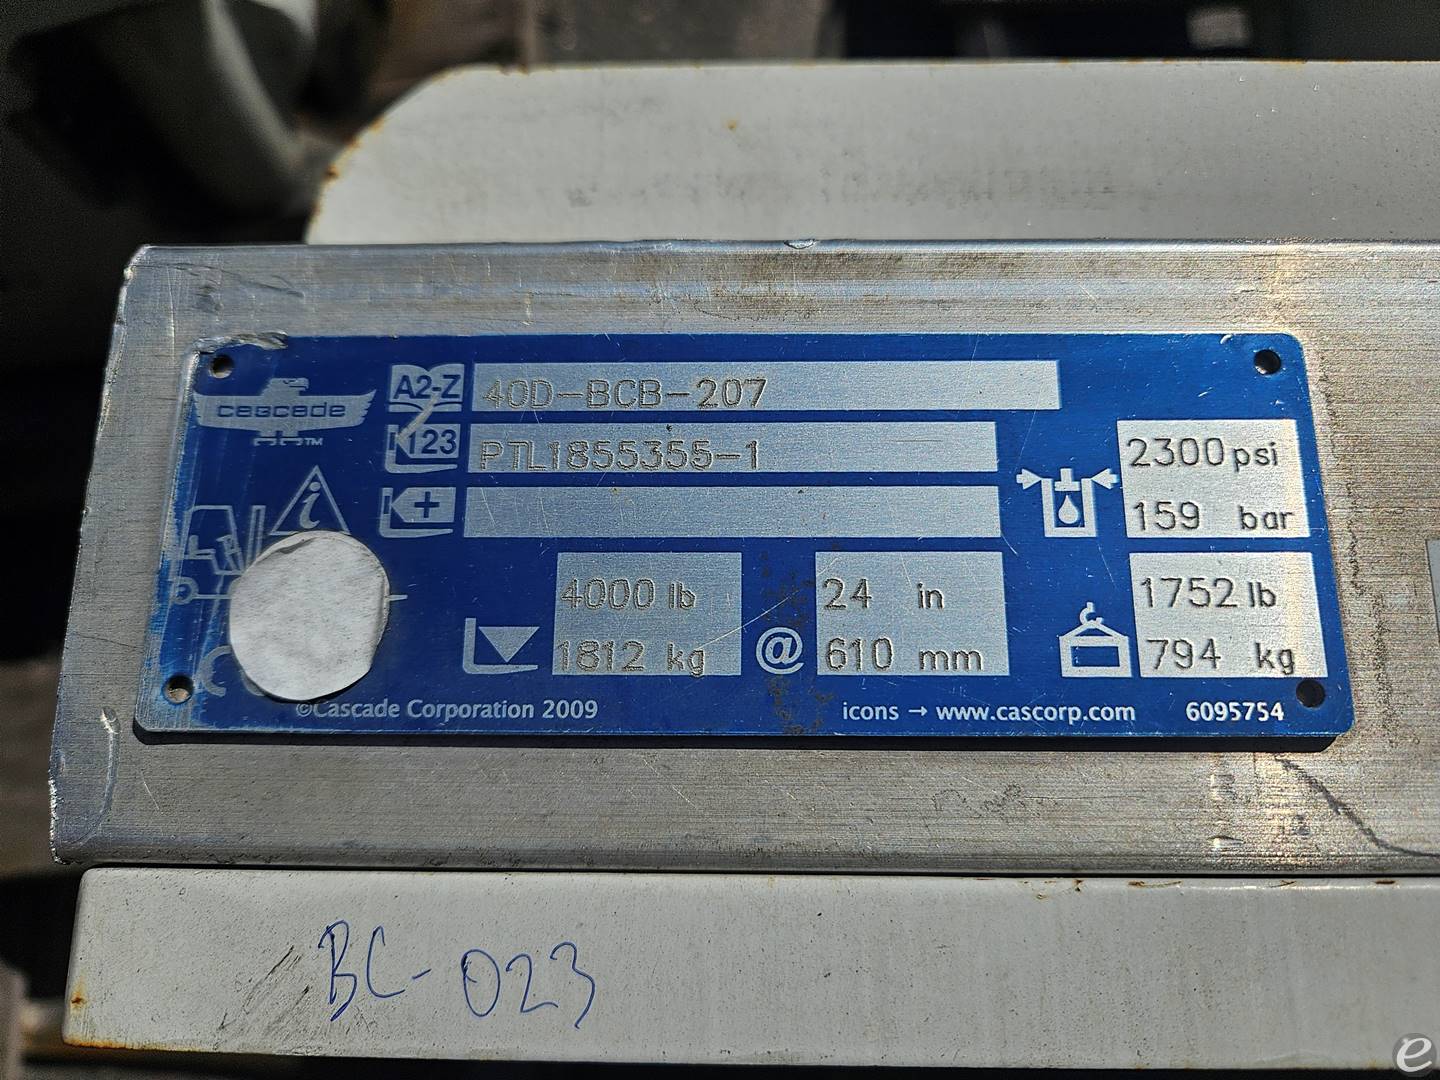 cascade™
A2-Z 40D-BCB-207
123 PTL1855355-1
+
2300 psi
159 bar
4000 lb
1812 kg
@
24 in
610 mm
1752 lb
794 kg
©Cascade Corporation 2009
icons → www.cascorp.com
6095754
BC-023
e